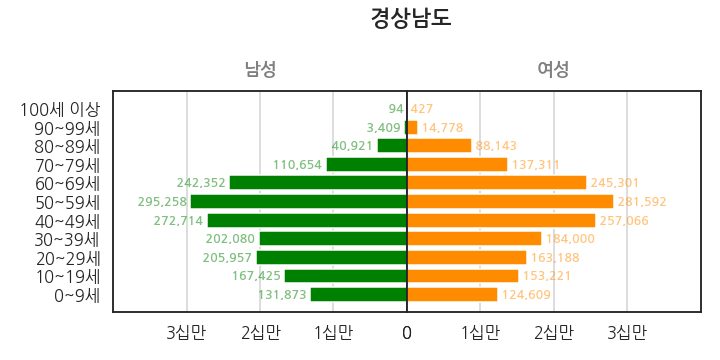 경상남도
남성 여성
100세 이상 94 427
90~99세 3,409 14,778
80~89세 40,921 88,143
70~79세 110,654 137,311
60~69세 242,352 245,301
50~59세 295,258 281,592
40~49세 272,714 257,066
30~39세 202,080 184,000
20~29세 205,957 163,188
10~19세 167,425 153,221
0~9세 131,873 124,609
3십만 2십만 1십만 0 1십만 2십만 3십만